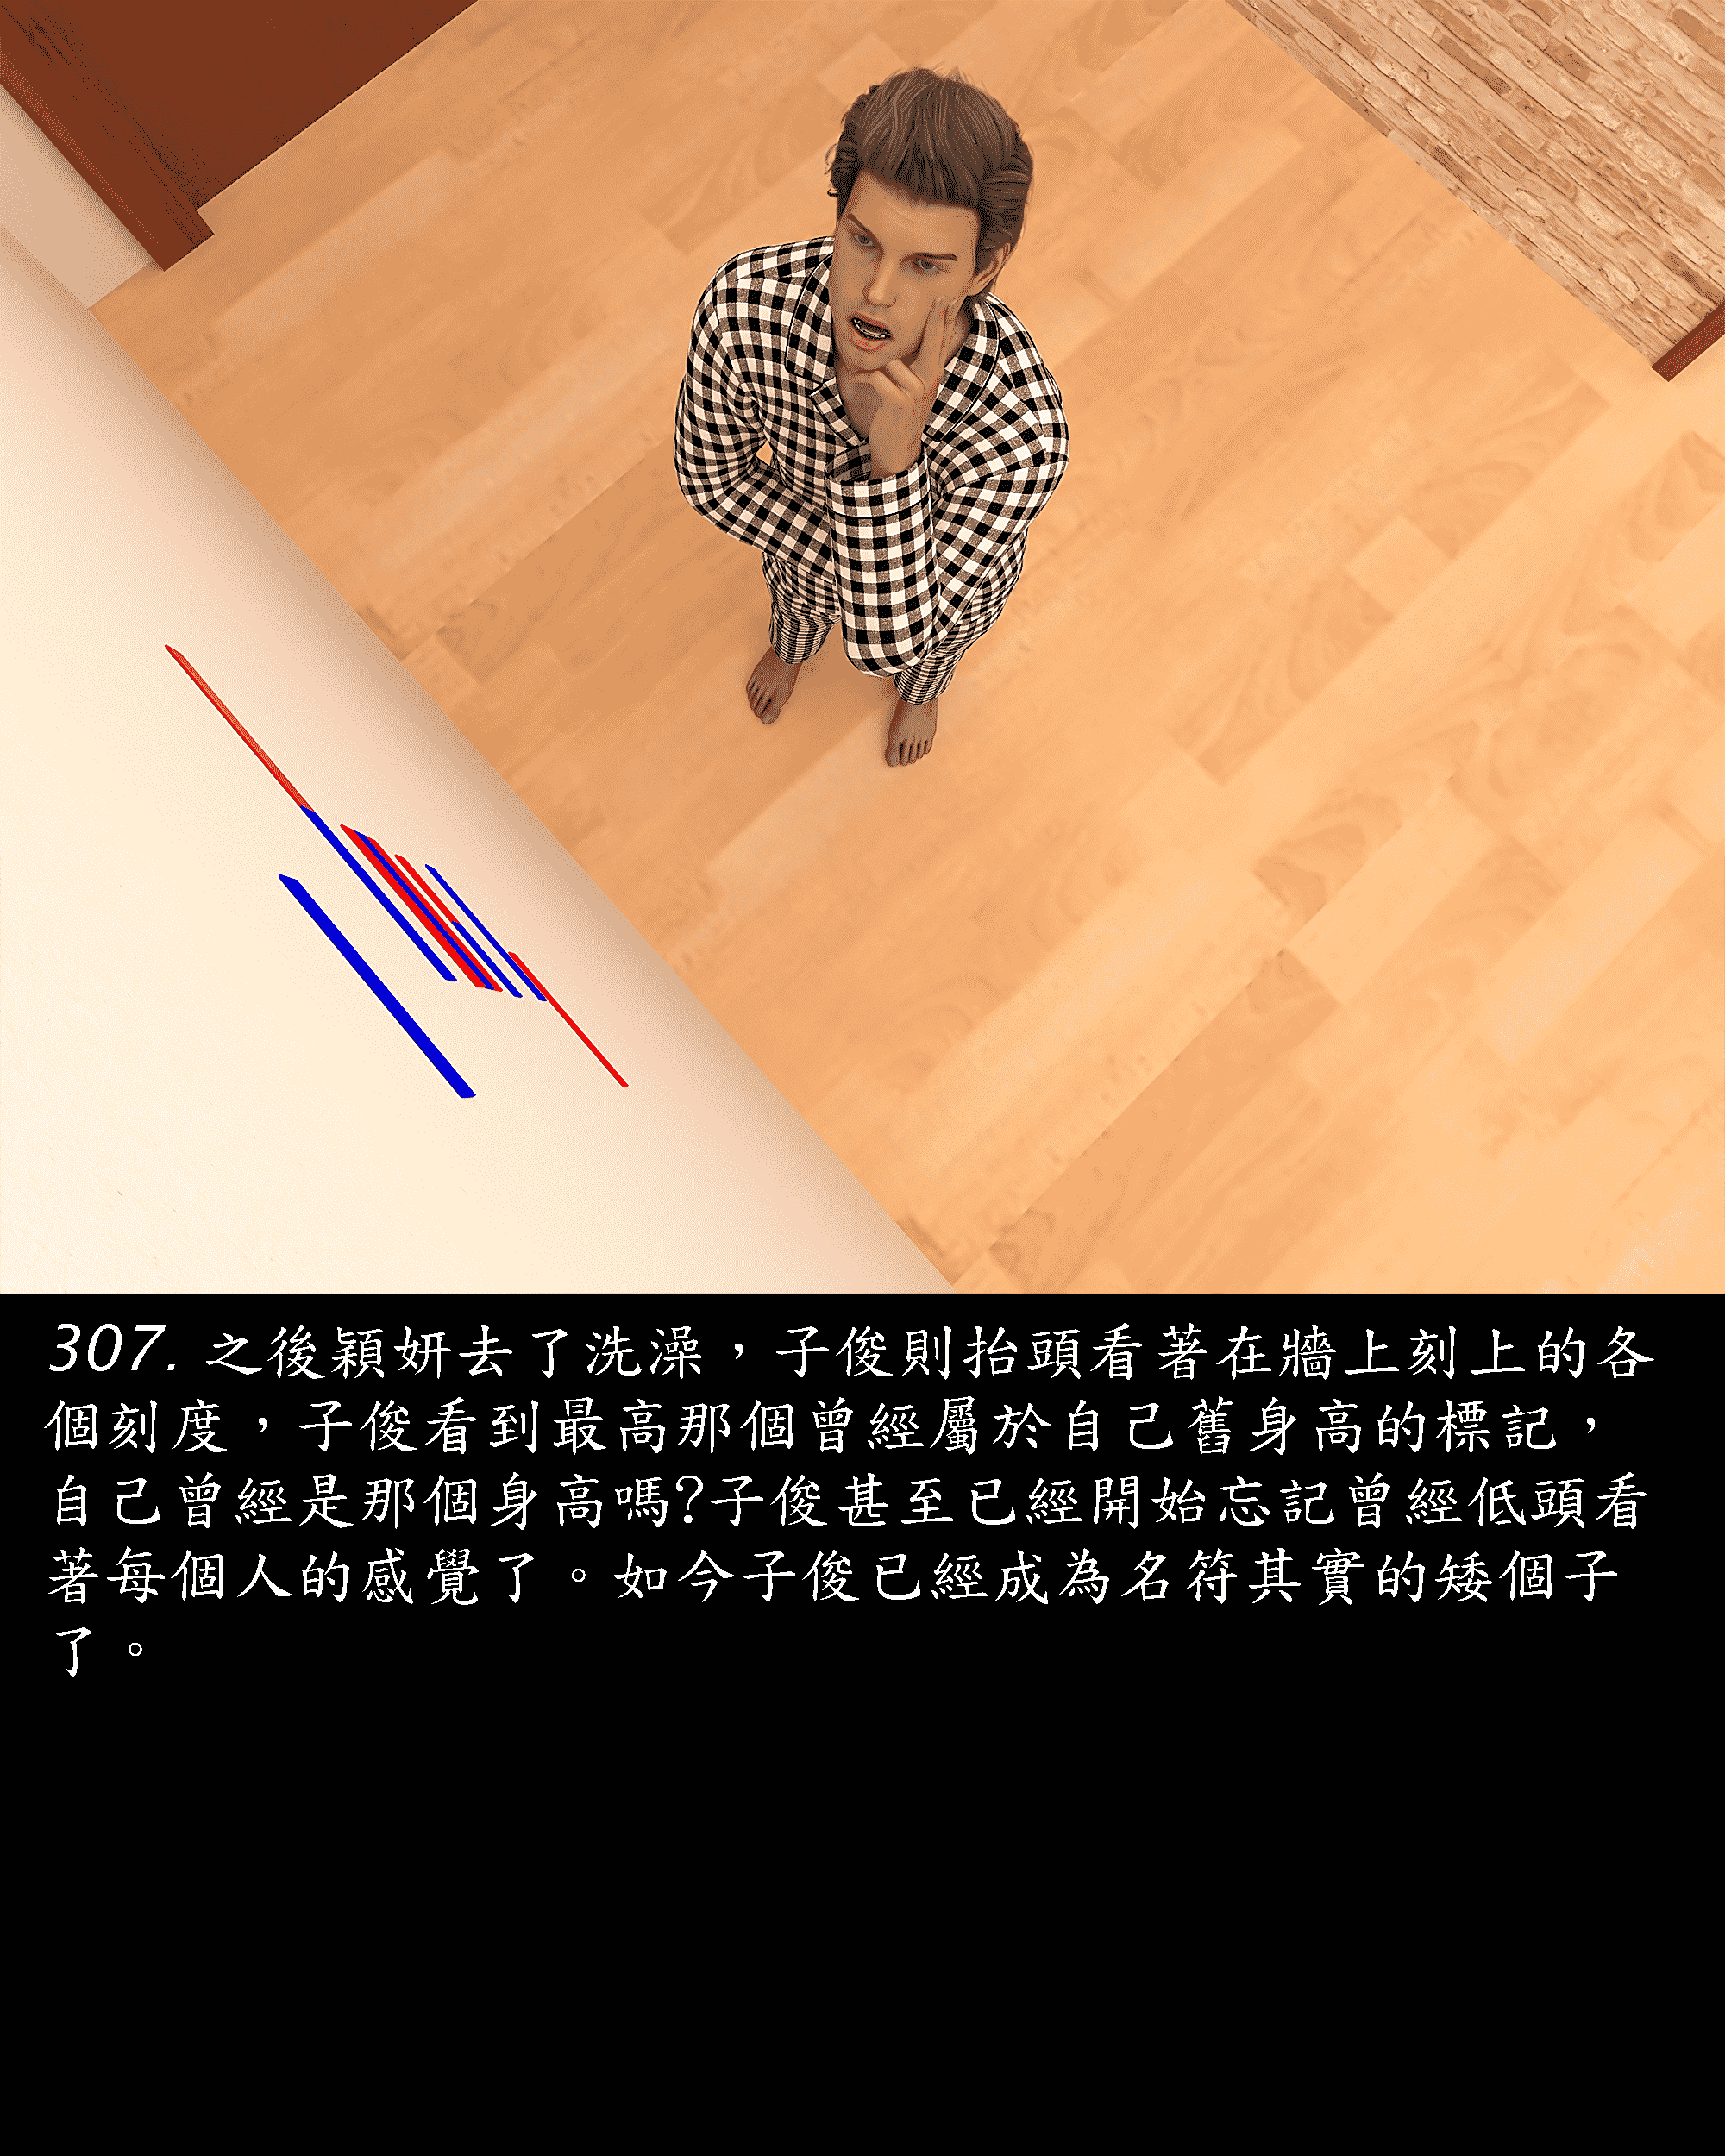 307. 之後穎妍去了洗澡，子俊則抬頭看著在牆上刻上的各
個刻度，子俊看到最高那個曾經屬於自己舊身高的標記，
自己曾經是那個身高嗎?子俊甚至已經開始忘記曾經低頭看
著每個人的感覺了。如今子俊已經成為名符其實的矮個子
了。